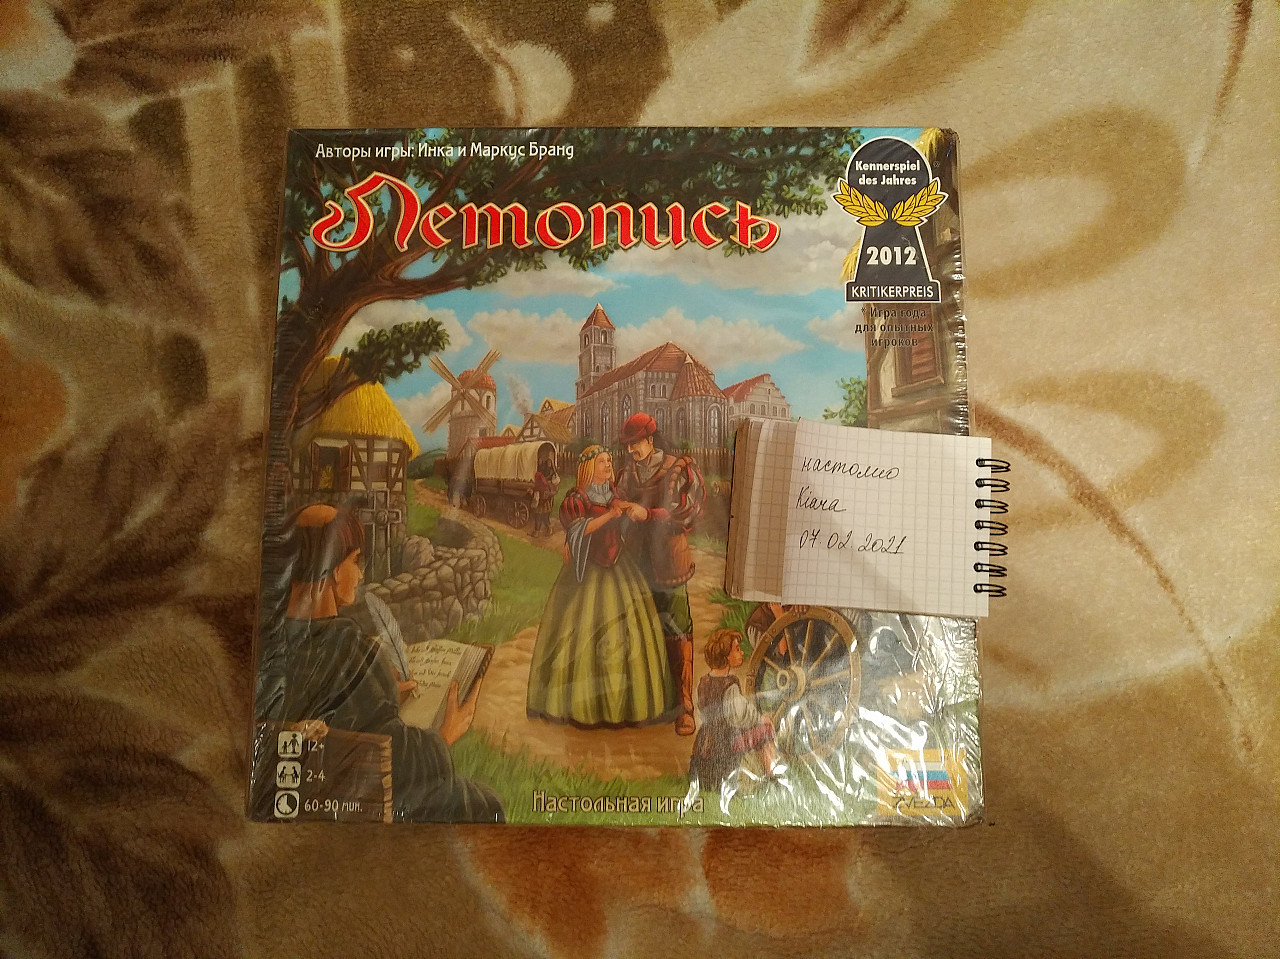 Авторы игры: Инка и Маркус Бранд
Летопись
Kennerspiel
des Jahres
2012
KRITIKERPREIS
* Игра года
для опытных
игроков
настолио
07.02.2021
12+
2-4
60-90 мин.
Настольная игра
ZVEZDA